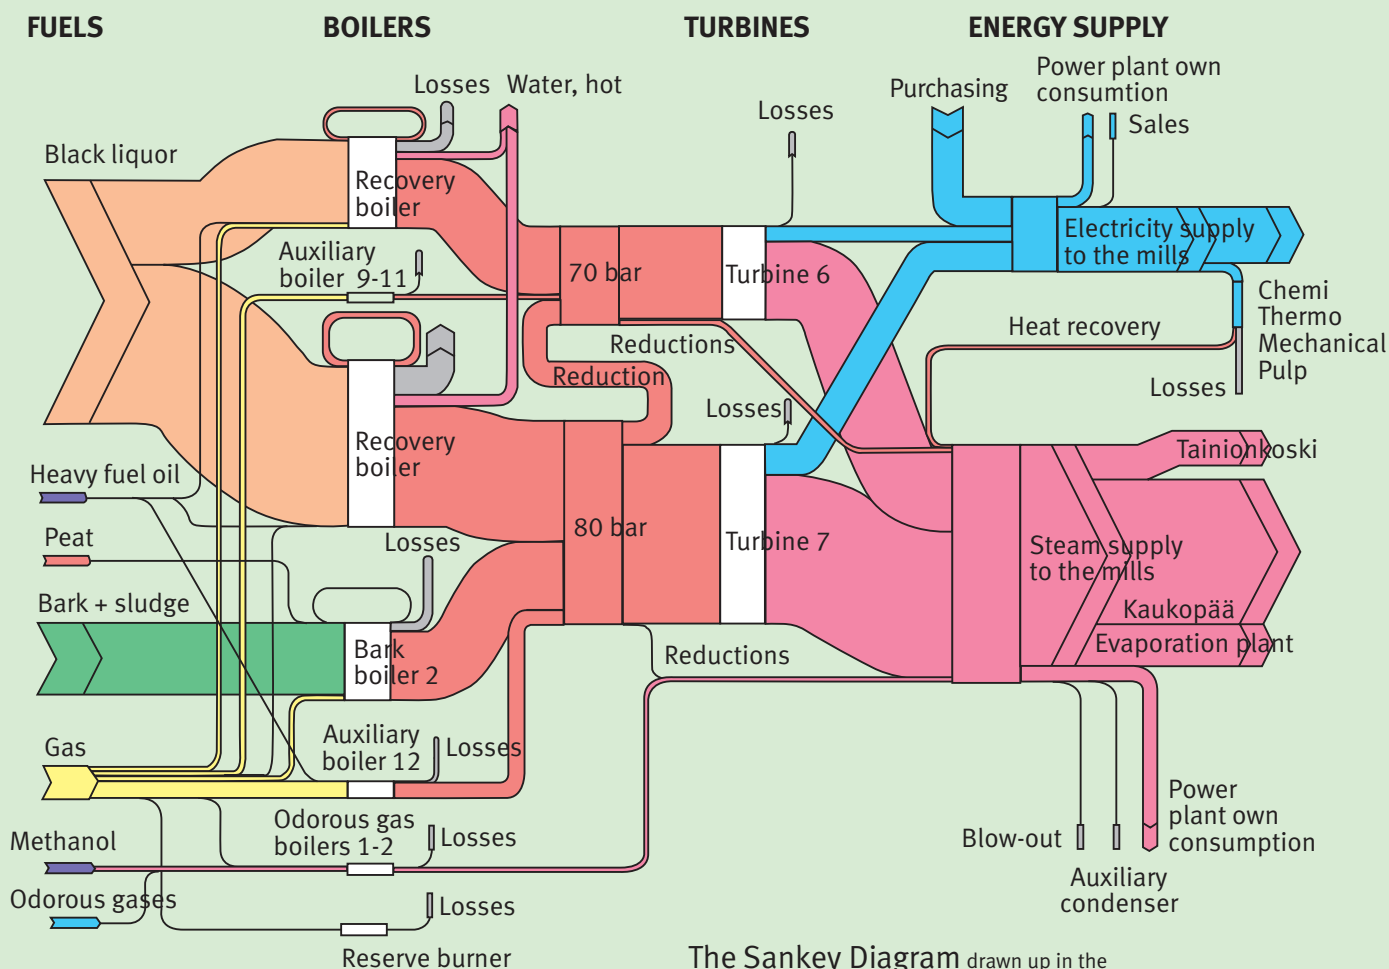 FUELS
BOILERS
TURBINES
ENERGY SUPPLY
Losses
Water, hot
Losses
Purchasing
Power plant own
consumtion
Sales
Black liquor
Recovery
boiler
Auxiliary
boiler 9-11
70 bar
Turbine 6
Electricity supply
to the mills
Chemi
Thermo
Mechanical
Pulp
Heat recovery
Reductions
Reduction
Losses
Losses
Recovery
boiler
Tainionkoski
Heavy fuel oil
Peat
Losses
80 bar
Turbine 7
Steam supply
to the mills
Kaukopää
Evaporation plant
Bark + sludge
Bark
boiler 2
Reductions
Gas
Auxiliary
boiler 12
Losses
Power
plant own
consumption
Blow-out
Auxiliary
condenser
Methanol
Odorous gas
boilers 1-2
Losses
Odorous gases
Losses
Reserve burner
The Sankey Diagram drawn up in the